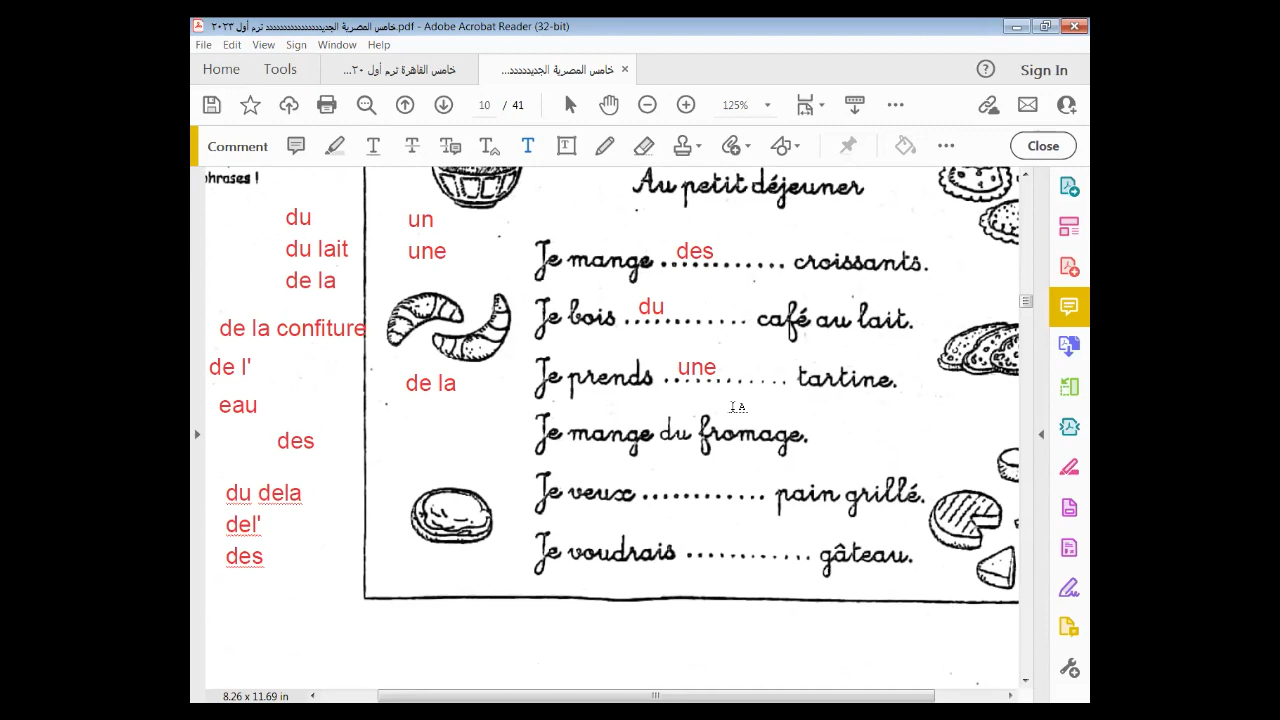 خامس المصرية الجديدددددددددددددددد ترم أول ٢٠٢٣.pdf - Adobe Acrobat Reader (32-bit)
File Edit View Sign Window Help
Home Tools خامس القاهرة ترم أول ٢٠... خامس المصرية الجديددددد... × Sign In
10 / 41 125%
Comment Close
phrases !
Au petit déjeuner
du un
du lait une
de la
Je mange des ............ croissants.
de la confiture
Je bois du ............ café au lait.
de l'
de la
Je prends une ............ tartine.
eau
des
Je mange du fromage.
du dela
Je veux ............ pain grillé.
del'
des
Je voudrais ............ gâteau.
8.26 x 11.69 in